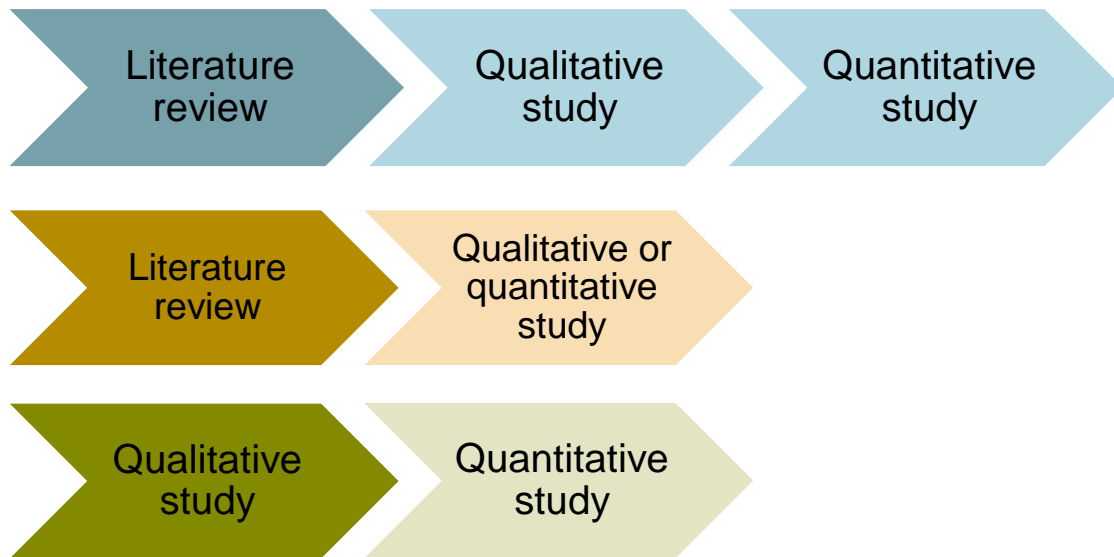 Literature
review
Qualitative
study
Quantitative
study
Literature
review
Qualitative or
quantitative
study
Qualitative
study
Quantitative
study